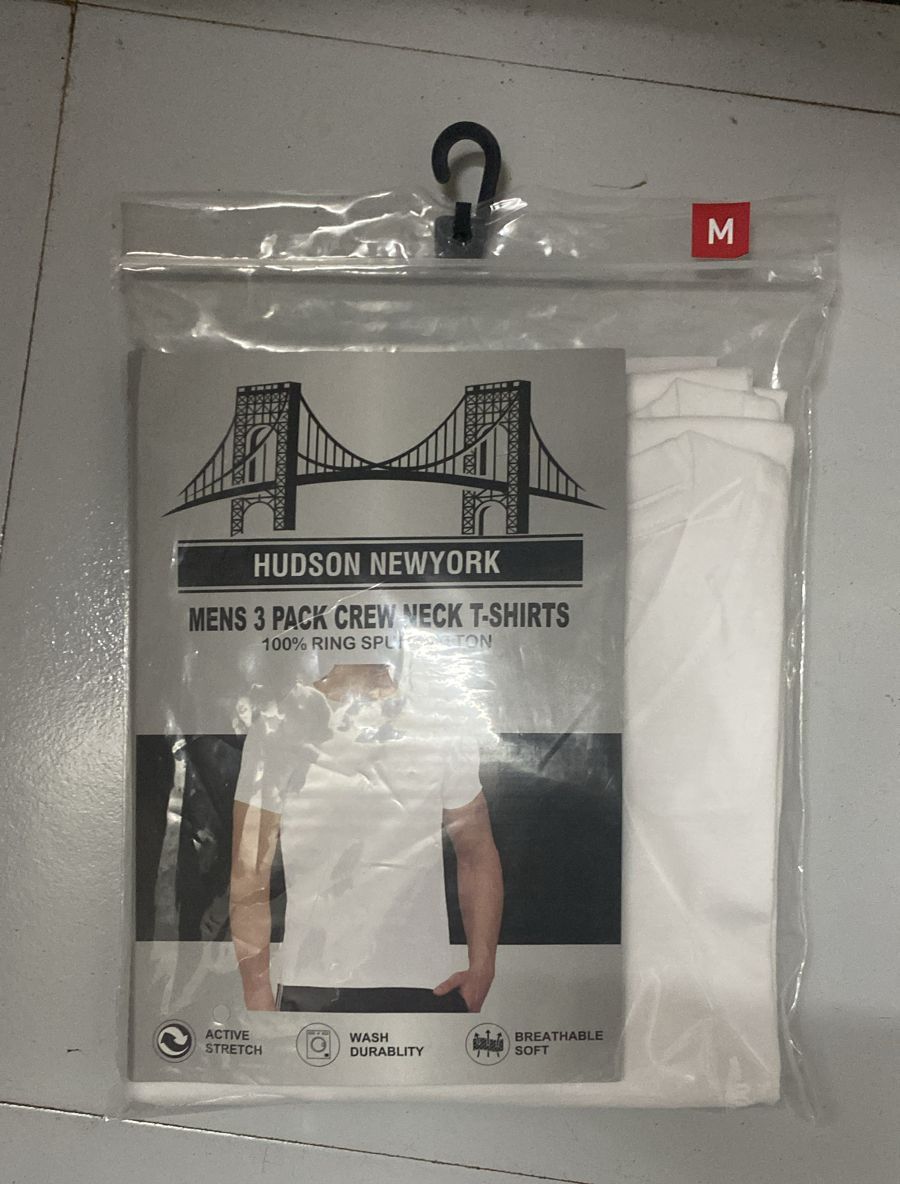 M
HUDSON NEWYORK
MENS 3 PACK CREW NECK T-SHIRTS
100% RING
ACTIVE
STRETCH
WASH
DURABLITY
BREATHABLE
SOFT